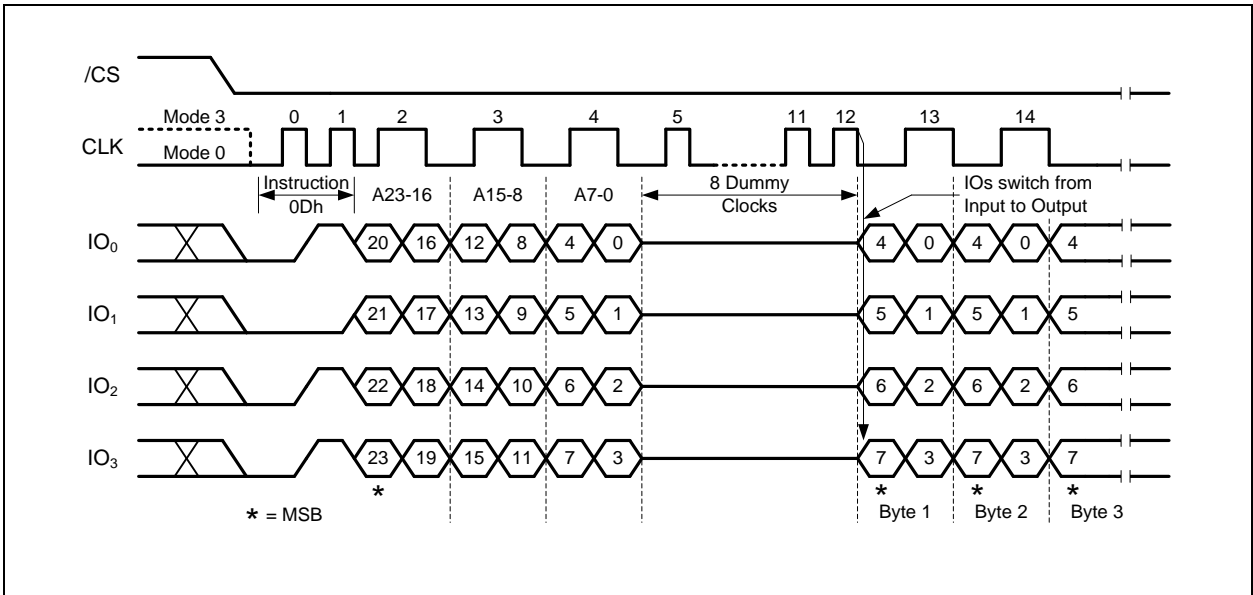 /CS
Mode 3 0 1 2 3 4 5 11 12 13 14
CLK
Mode 0
Instruction
0Dh
A23-16 A15-8 A7-0
8 Dummy
Clocks
IOs switch from
Input to Output
IO₀ 20 16 12 8 4 0 4 0 4 0 4
IO₁ 21 17 13 9 5 1 5 1 5 1 5
IO₂ 22 18 14 10 6 2 6 2 6 2 6
IO₃ 23 19 15 11 7 3 7 3 7 3 7
* * * *
* = MSB
Byte 1 Byte 2 Byte 3